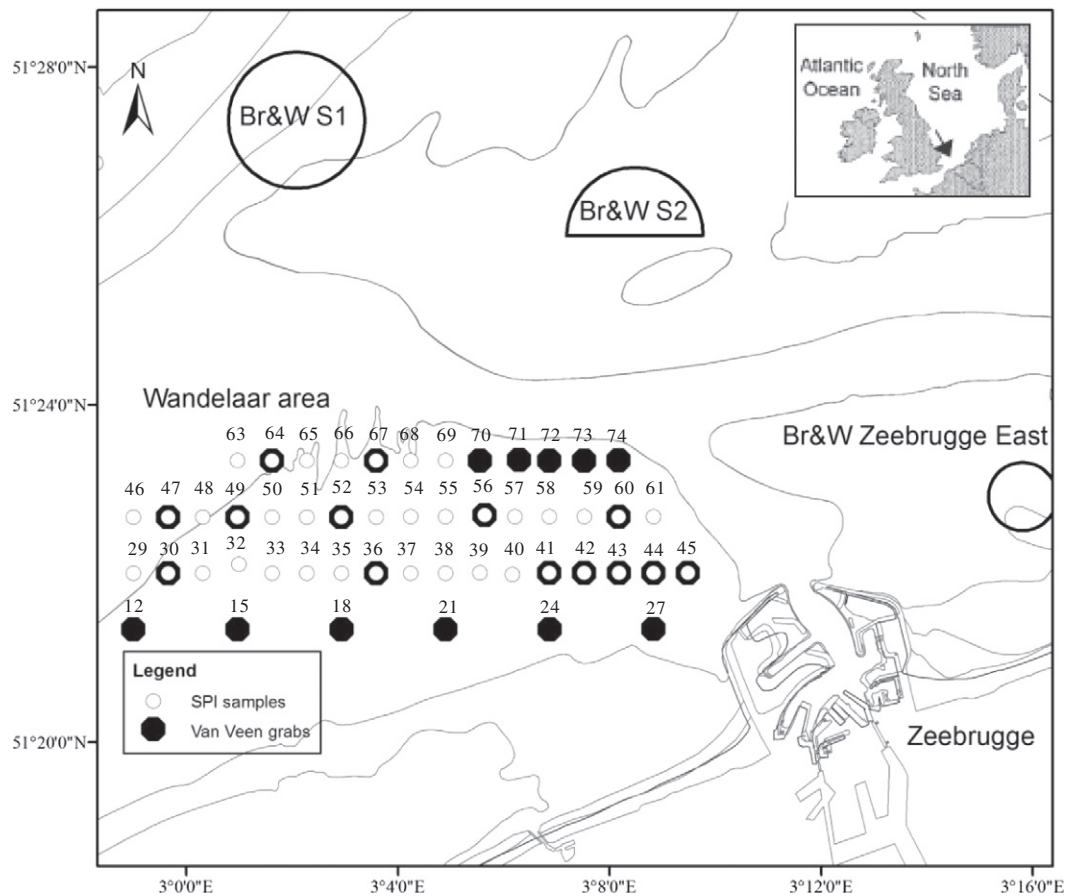 51°28'0"N
N
Br&W S1
Atlantic
Ocean
North
Sea
Br&W S2
51°24'0"N
Wandelaar area
Br&W Zeebrugge East
63 64 65 66 67 68 69 70 71 72 73 74
46 47 48 49 50 51 52 53 54 55 56 57 58 59 60 61
29 30 31 32 33 34 35 36 37 38 39 40 41 42 43 44 45
12 15 18 21 24 27
Legend
SPI samples
Van Veen grabs
51°20'0"N
Zeebrugge
3°0'0"E 3°4'0"E 3°8'0"E 3°12'0"E 3°16'0"E